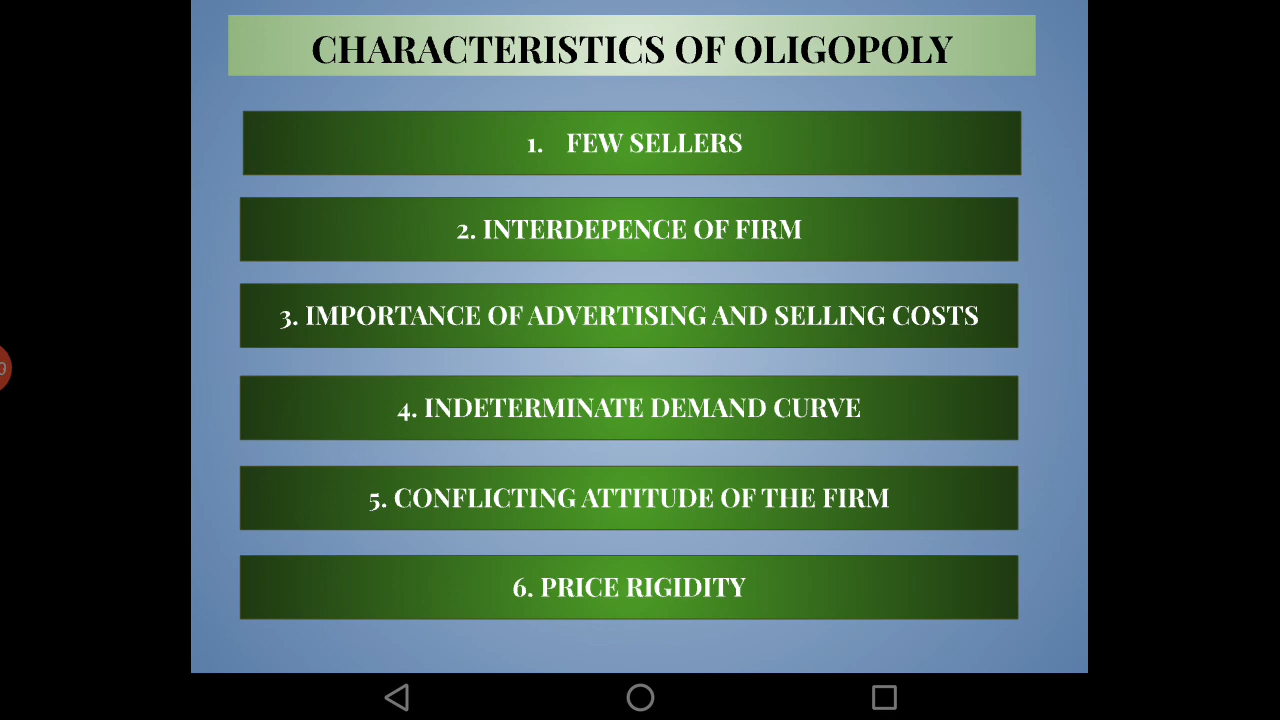 CHARACTERISTICS OF OLIGOPOLY
1. FEW SELLERS
2. INTERDEPENCE OF FIRM
3. IMPORTANCE OF ADVERTISING AND SELLING COSTS
4. INDETERMINATE DEMAND CURVE
5. CONFLICTING ATTITUDE OF THE FIRM
6. PRICE RIGIDITY